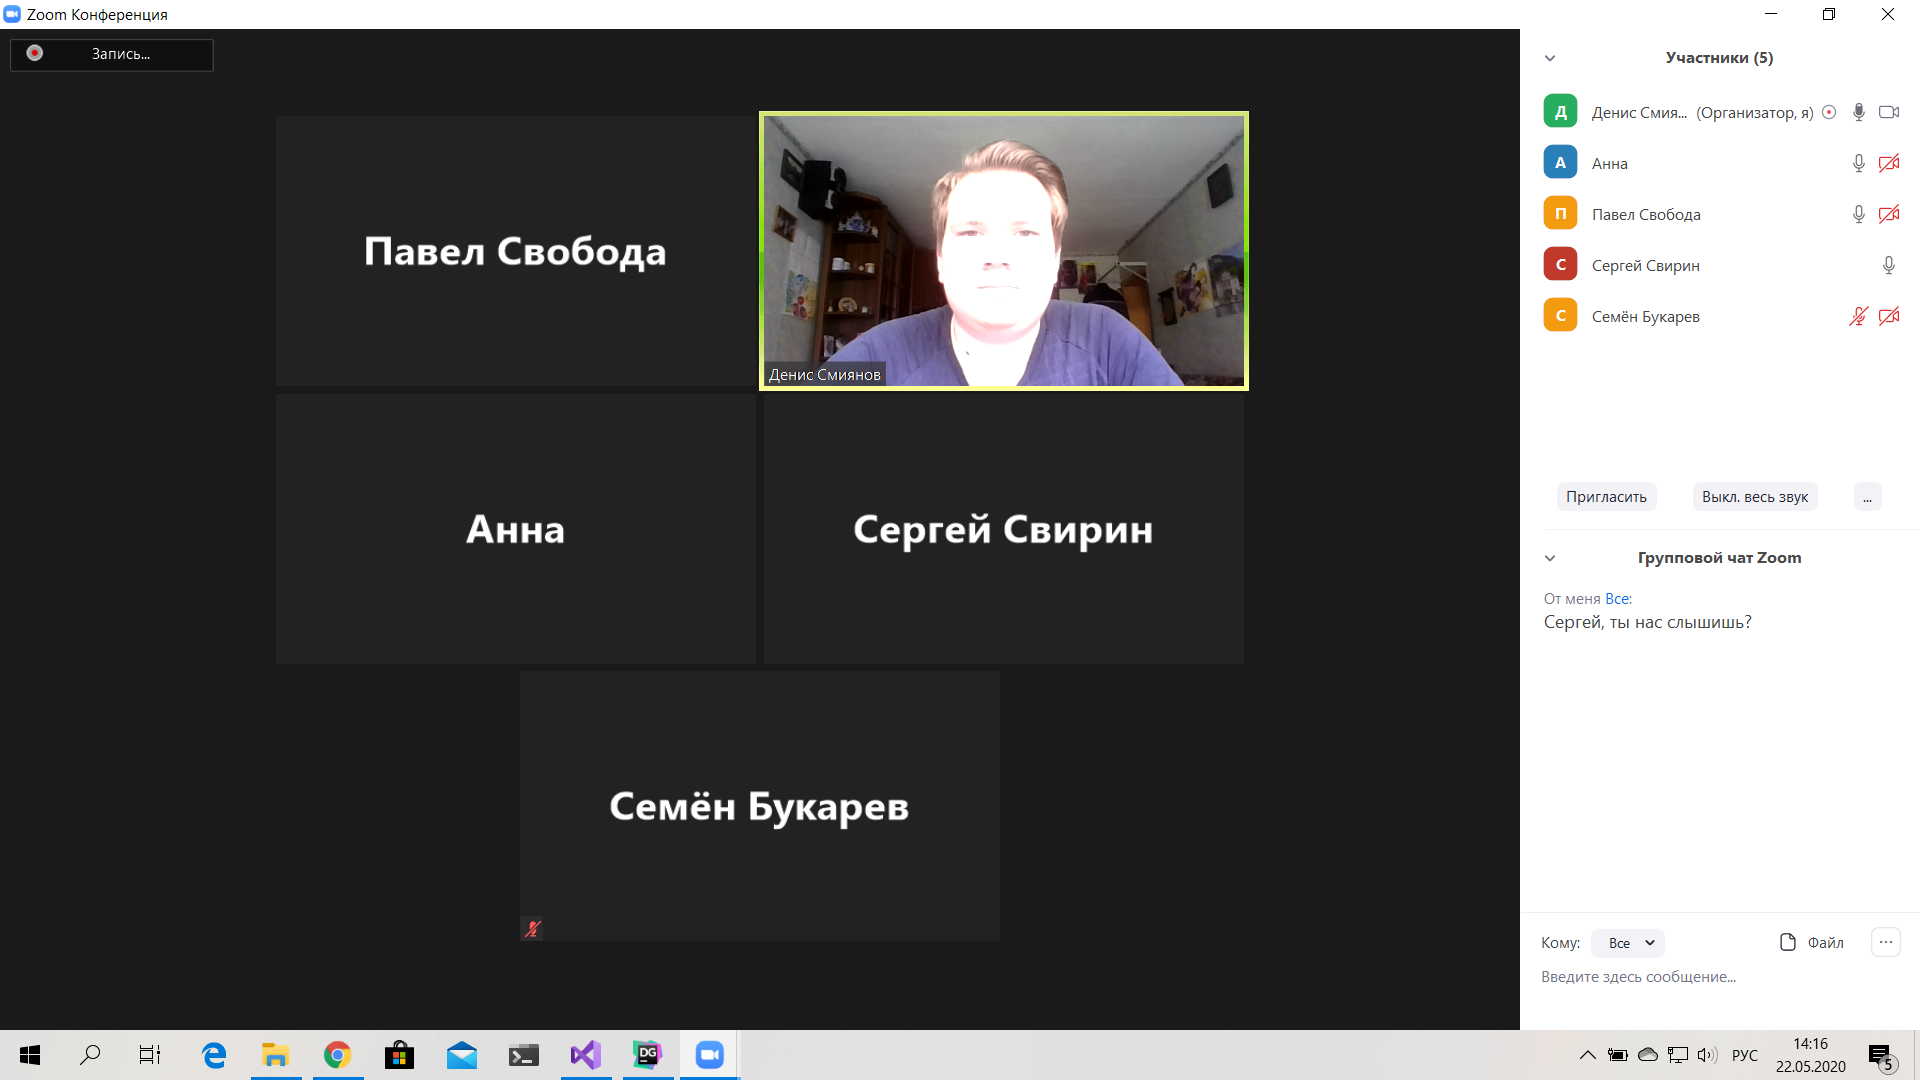 Zoom Конференция
Запись...
Павел Свобода
Денис Смиянов
Анна
Сергей Свирин
Семён Букарев
Участники (5)
Д Денис Смия... (Организатор, я)
А Анна
П Павел Свобода
С Сергей Свирин
С Семён Букарев
Пригласить Выкл. весь звук ...
Групповой чат Zoom
От меня Все:
Сергей, ты нас слышишь?
Кому: Все Файл ...
Введите здесь сообщение...
DG
РУС
14:16
22.05.2020
5